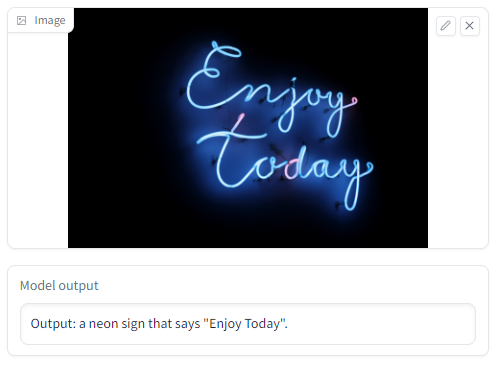 Image
Enjoy
Today
Model output
Output: a neon sign that says "Enjoy Today".